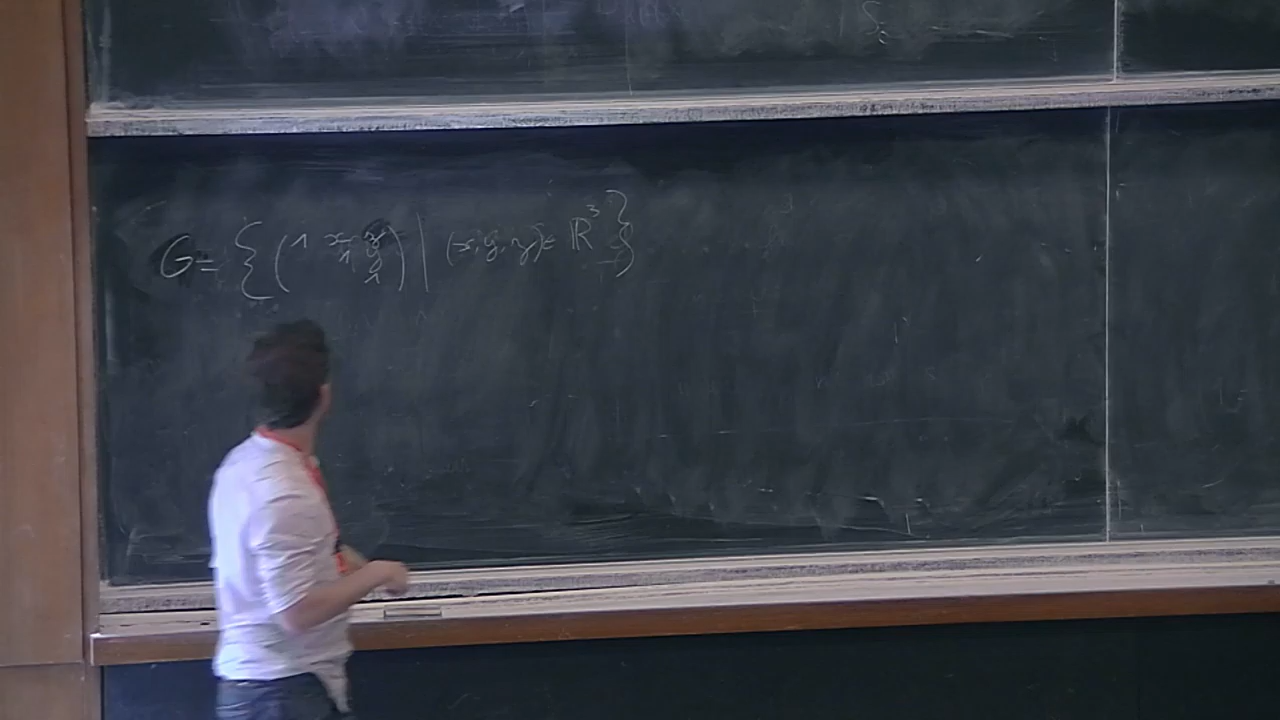 G = { ( 1 x z 1 y 1 ) | (x, y, z) ∈ ℝ³ }